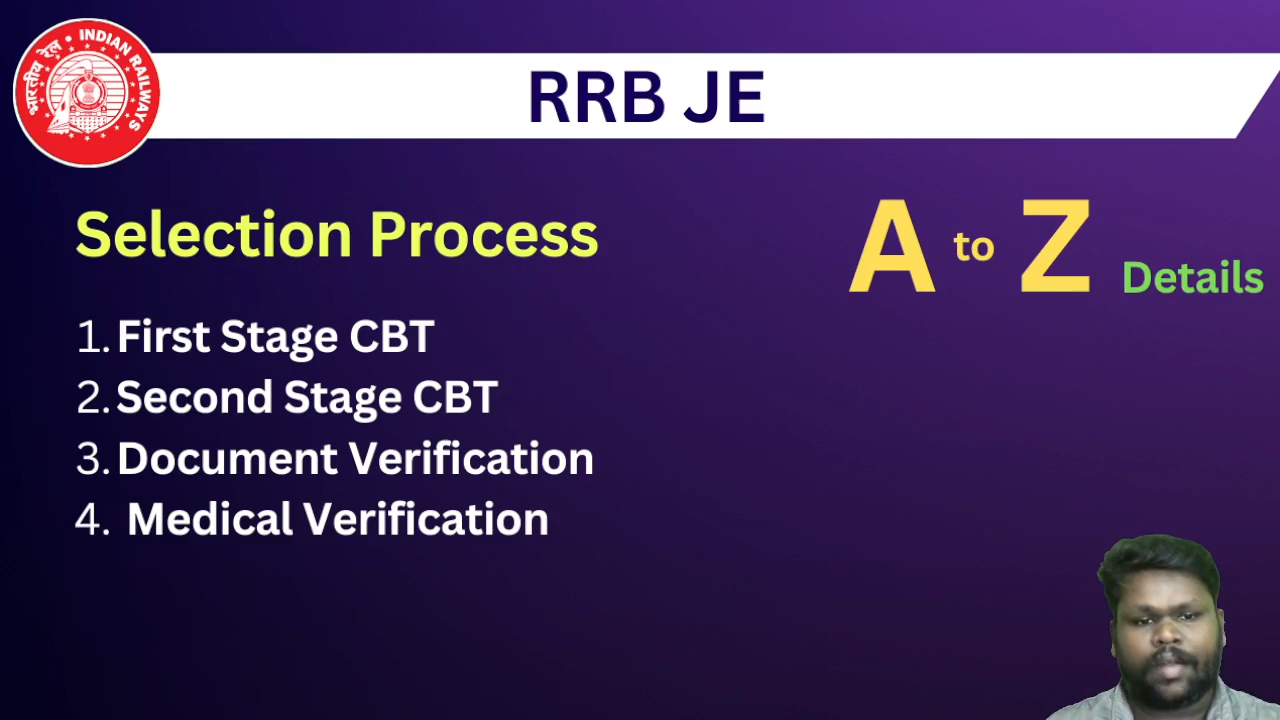 भारतीय रेल • INDIAN RAILWAYS
RRB JE
Selection Process
A to Z Details
1. First Stage CBT
2. Second Stage CBT
3. Document Verification
4. Medical Verification